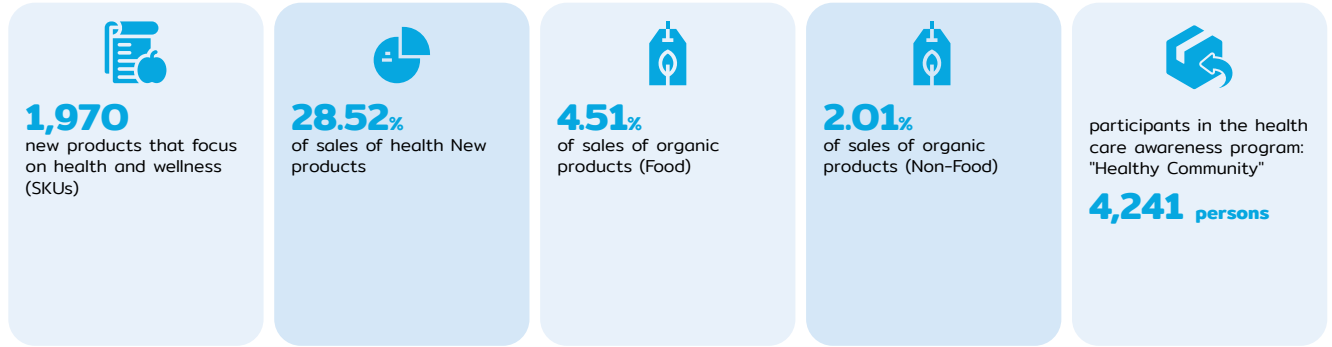 1,970
new products that focus
on health and wellness
(SKUs)
28.52%
of sales of health New
products
4.51%
of sales of organic
products (Food)
2.01%
of sales of organic
products (Non-Food)
participants in the health
care awareness program:
"Healthy Community"
4,241 persons